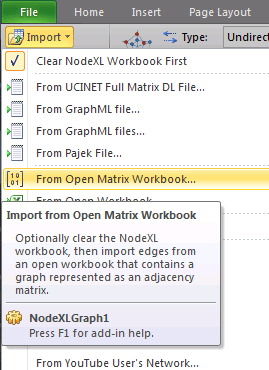 File Home Insert Page Layout
Import Type: Undirect
Clear NodeXL Workbook First
From UCINET Full Matrix DL File...
From GraphML file...
From GraphML files...
From Pajek File...
From Open Matrix Workbook...
Import from Open Matrix Workbook
Optionally clear the NodeXL
workbook, then import edges from
an open workbook that contains a
graph represented as an adjacency
matrix.
NodeXLGraph1
Press F1 for add-in help.
From YouTube User's Network...